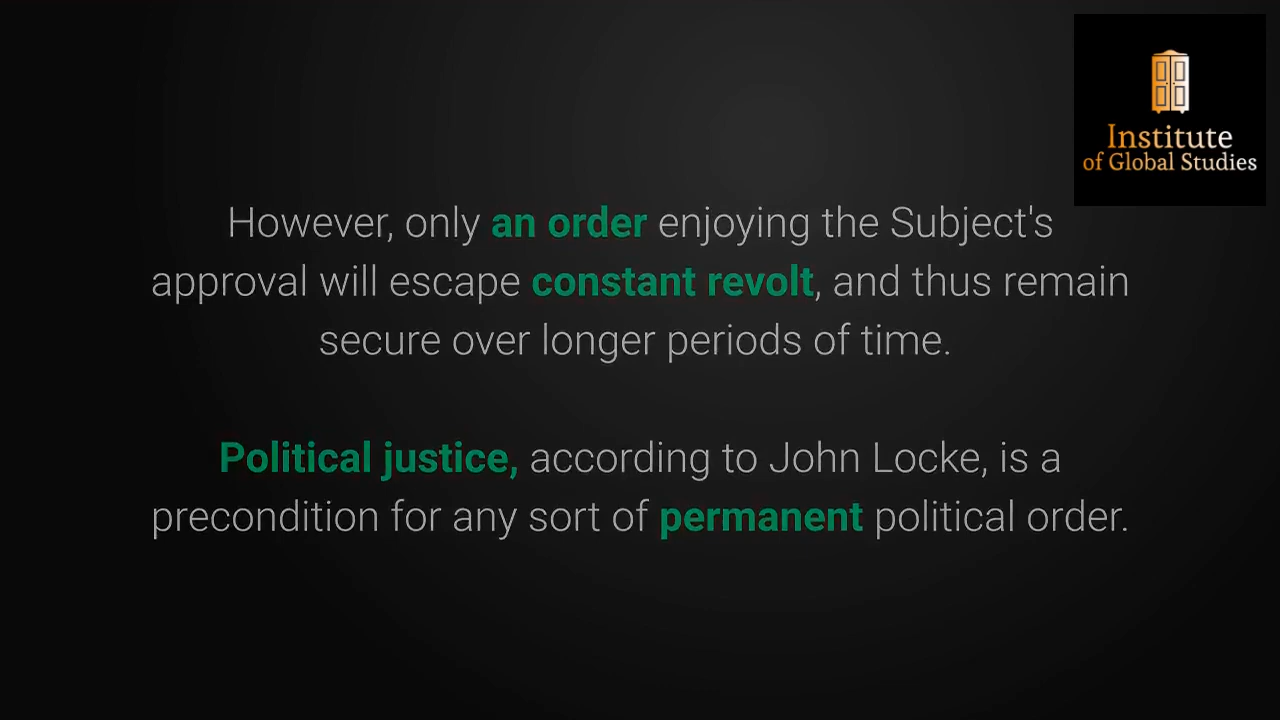 Institute
of Global Studies
However, only an order enjoying the Subject's
approval will escape constant revolt, and thus remain
secure over longer periods of time.
Political justice, according to John Locke, is a
precondition for any sort of permanent political order.